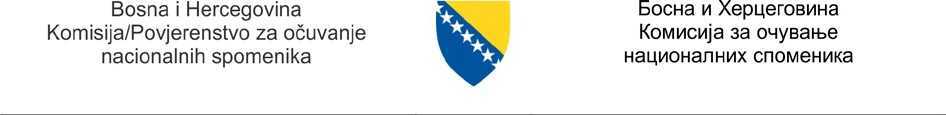 Bosna i Hercegovina
Komisija/Povjerenstvo za očuvanje
nacionalnih spomenika
Босна и Херцеговина
Комисија за очување
националних споменика